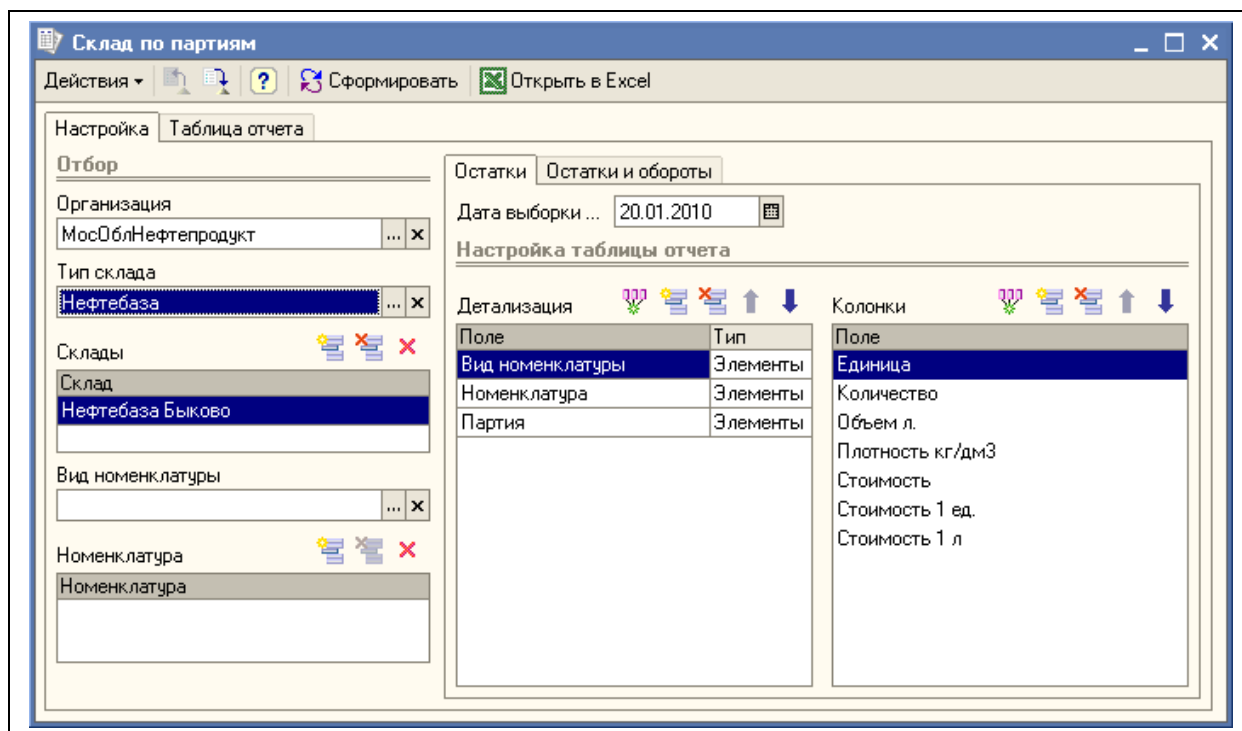 Склад по партиям
Действия Сформировать Открыть в Excel
Настройка Таблица отчета
Отбор
Организация
МосОблНефтепродукт ...
Тип склада
Нефтебаза ...
Склады
Склад
Нефтебаза Быково
Вид номенклатуры
...
Номенклатура
Номенклатура
Остатки Остатки и обороты
Дата выборки ... 20.01.2010
Настройка таблицы отчета
Детализация
Поле Тип
Вид номенклатуры Элементы
Номенклатура Элементы
Партия Элементы
Колонки
Поле
Единица
Количество
Объем л.
Плотность кг/дм3
Стоимость
Стоимость 1 ед.
Стоимость 1 л